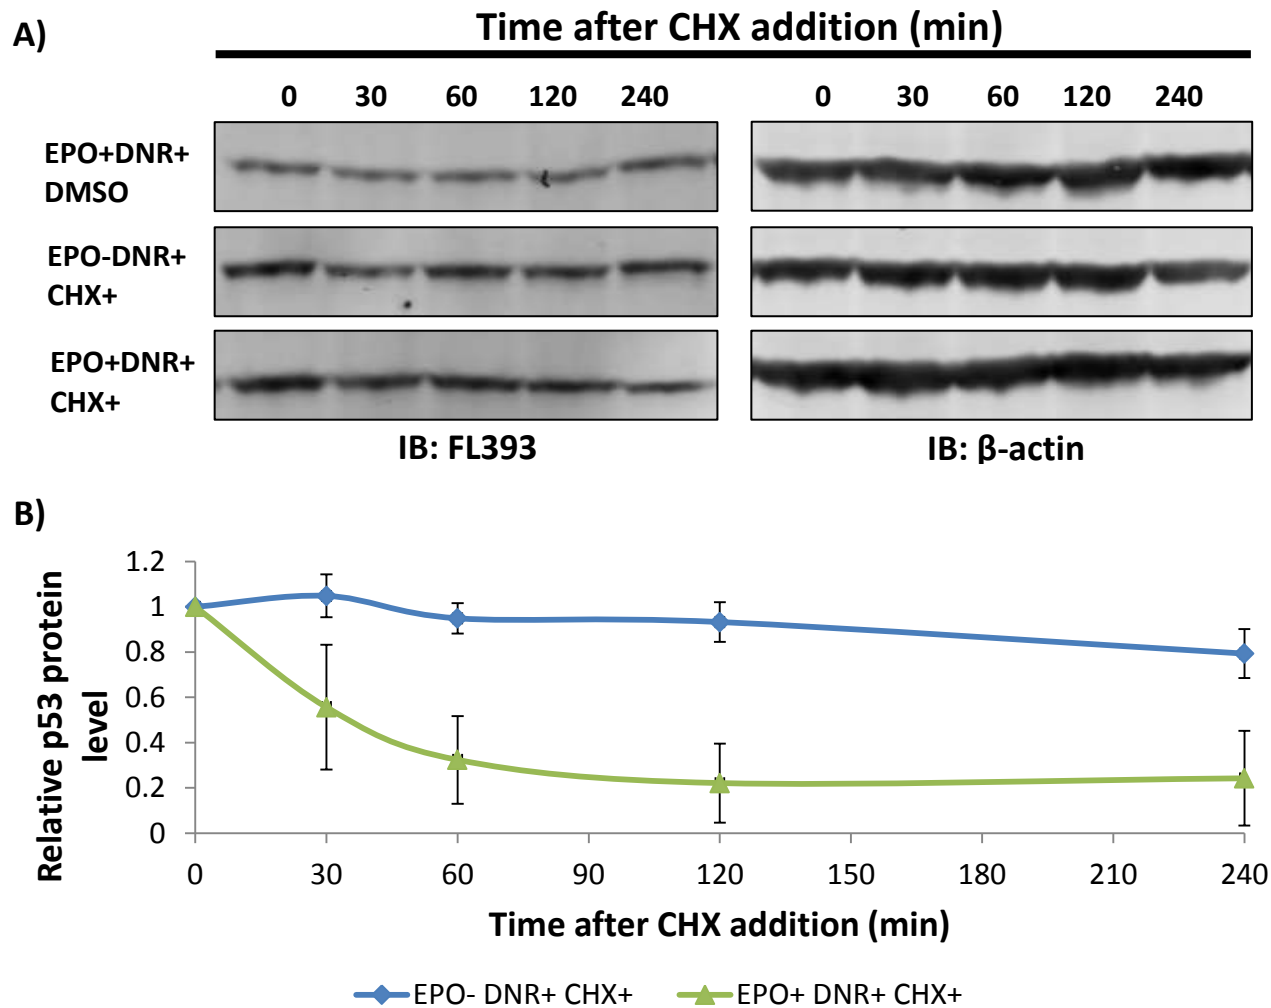 A)
Time after CHX addition (min)
0 30 60 120 240 0 30 60 120 240
EPO+DNR+
DMSO
EPO-DNR+
CHX+
EPO+DNR+
CHX+
IB: FL393 IB: β-actin
B)
Relative p53 protein
level
1.2
1
0.8
0.6
0.4
0.2
0
0 30 60 90 120 150 180 210 240
Time after CHX addition (min)
EPO- DNR+ CHX+ EPO+ DNR+ CHX+